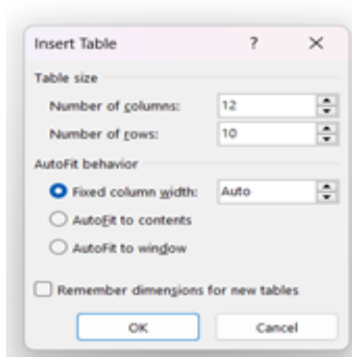 Insert Table ? ×
Table size
Number of columns: 12
Number of rows: 10
AutoFit behavior
Fixed column width: Auto
AutoFit to contents
AutoFit to window
Remember dimensions for new tables
OK Cancel